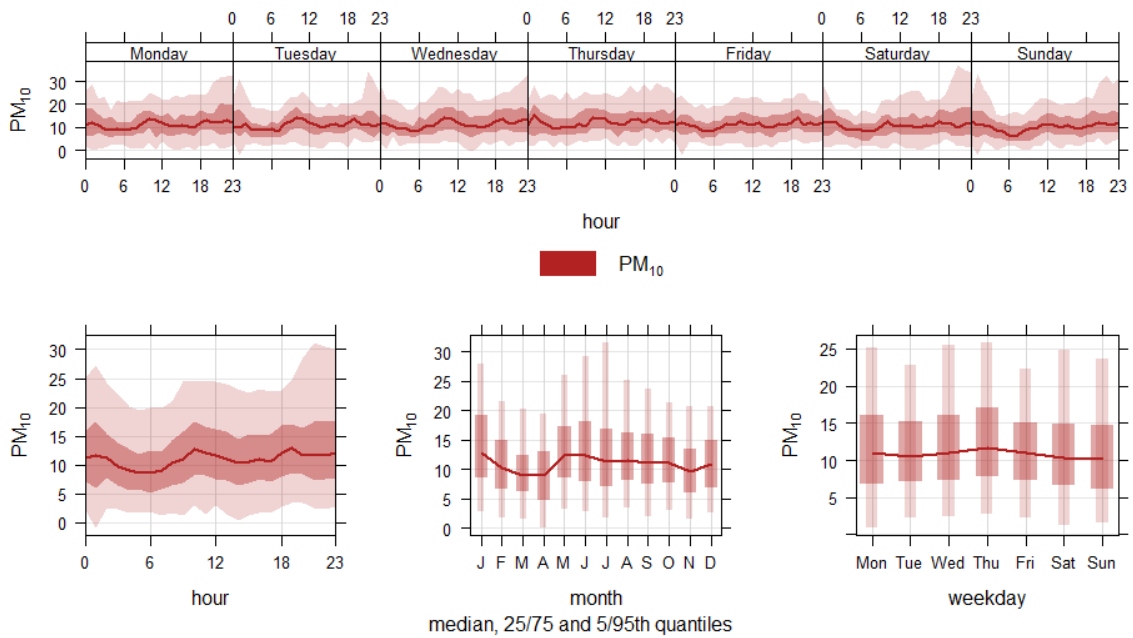 0 6 12 18 23 0 6 12 18 23 0 6 12 18 23
Monday Tuesday Wednesday Thursday Friday Saturday Sunday
PM10
30
20
10
0
0 6 12 18 23 0 6 12 18 23 0 6 12 18 23 0 6 12 18 23
hour
PM10
PM10
30
25
20
15
10
5
0
0 6 12 18 23
hour
PM10
30
25
20
15
10
5
0
J F M A M J J A S O N D
month
PM10
25
20
15
10
5
Mon Tue Wed Thu Fri Sat Sun
weekday
median, 25/75 and 5/95th quantiles